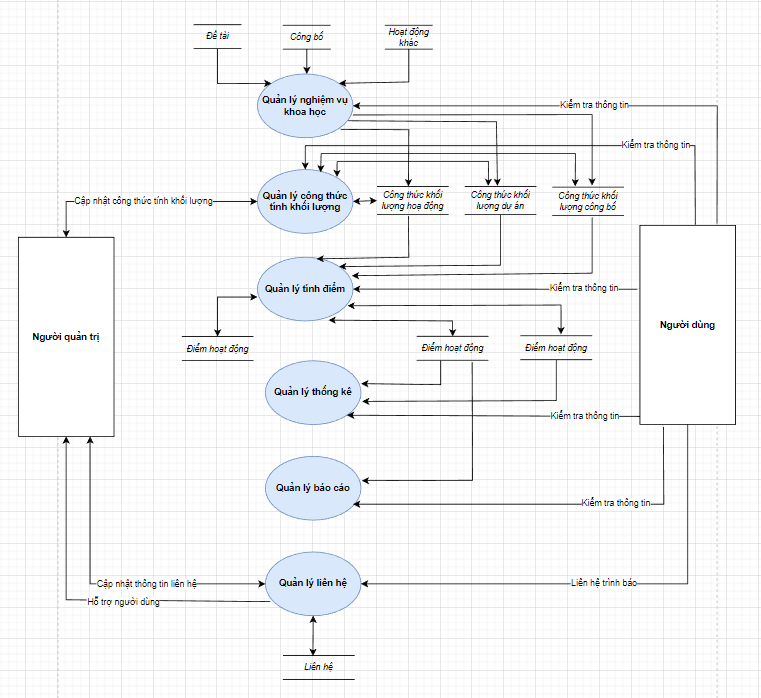 Đề tài
Công bố
Hoạt động
khác
Quản lý nghiệm vụ
khoa học
Kiểm tra thông tin
Kiểm tra thông tin
Quản lý công thức
tính khối lượng
Cập nhật công thức tính khối lượng
Công thức khối
lượng hoạ động
Công thức khối
lượng dự án
Công thức khối
lượng công bố
Quản lý tính điểm
Kiểm tra thông tin
Người quản trị
Người dùng
Điểm hoạt động
Điểm hoạt động
Điểm hoạt động
Quản lý thống kê
Kiểm tra thông tin
Quản lý báo cáo
Kiểm tra thông tin
Quản lý liên hệ
Cập nhật thông tin liên hệ
Liên hệ trình báo
Hỗ trợ người dùng
Liên hệ